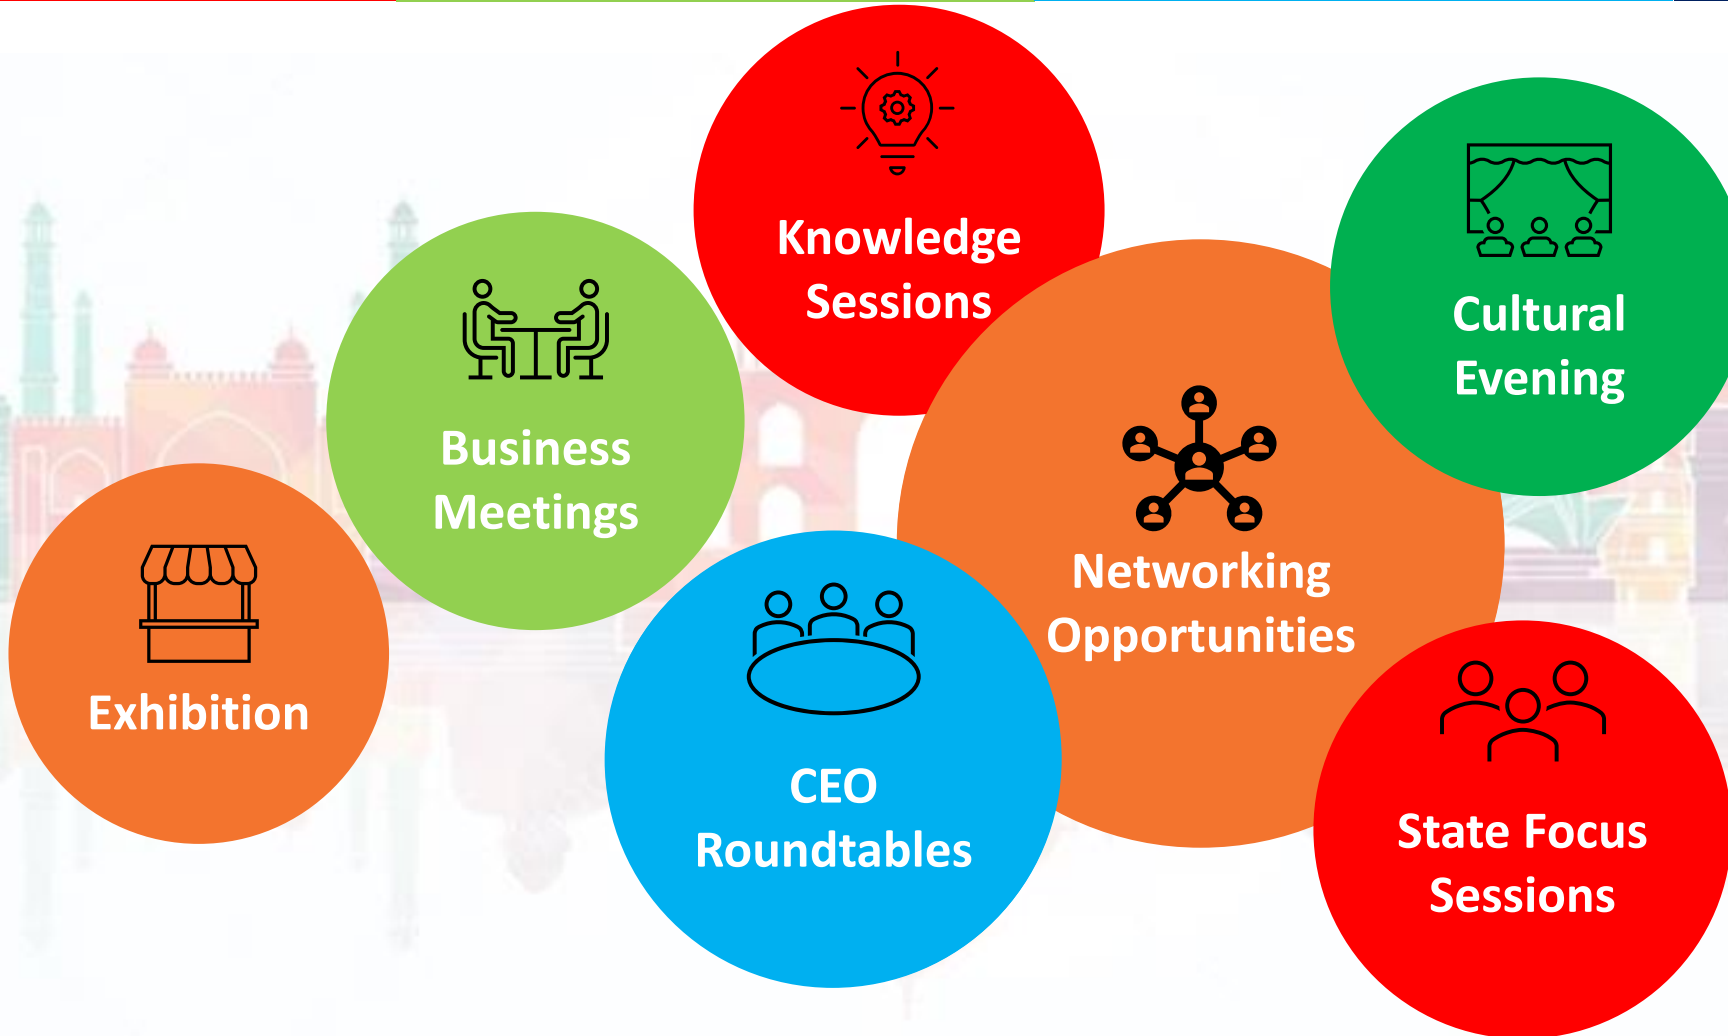 Knowledge
Sessions
Cultural
Evening
Business
Meetings
Networking
Opportunities
Exhibition
CEO
Roundtables
State Focus
Sessions